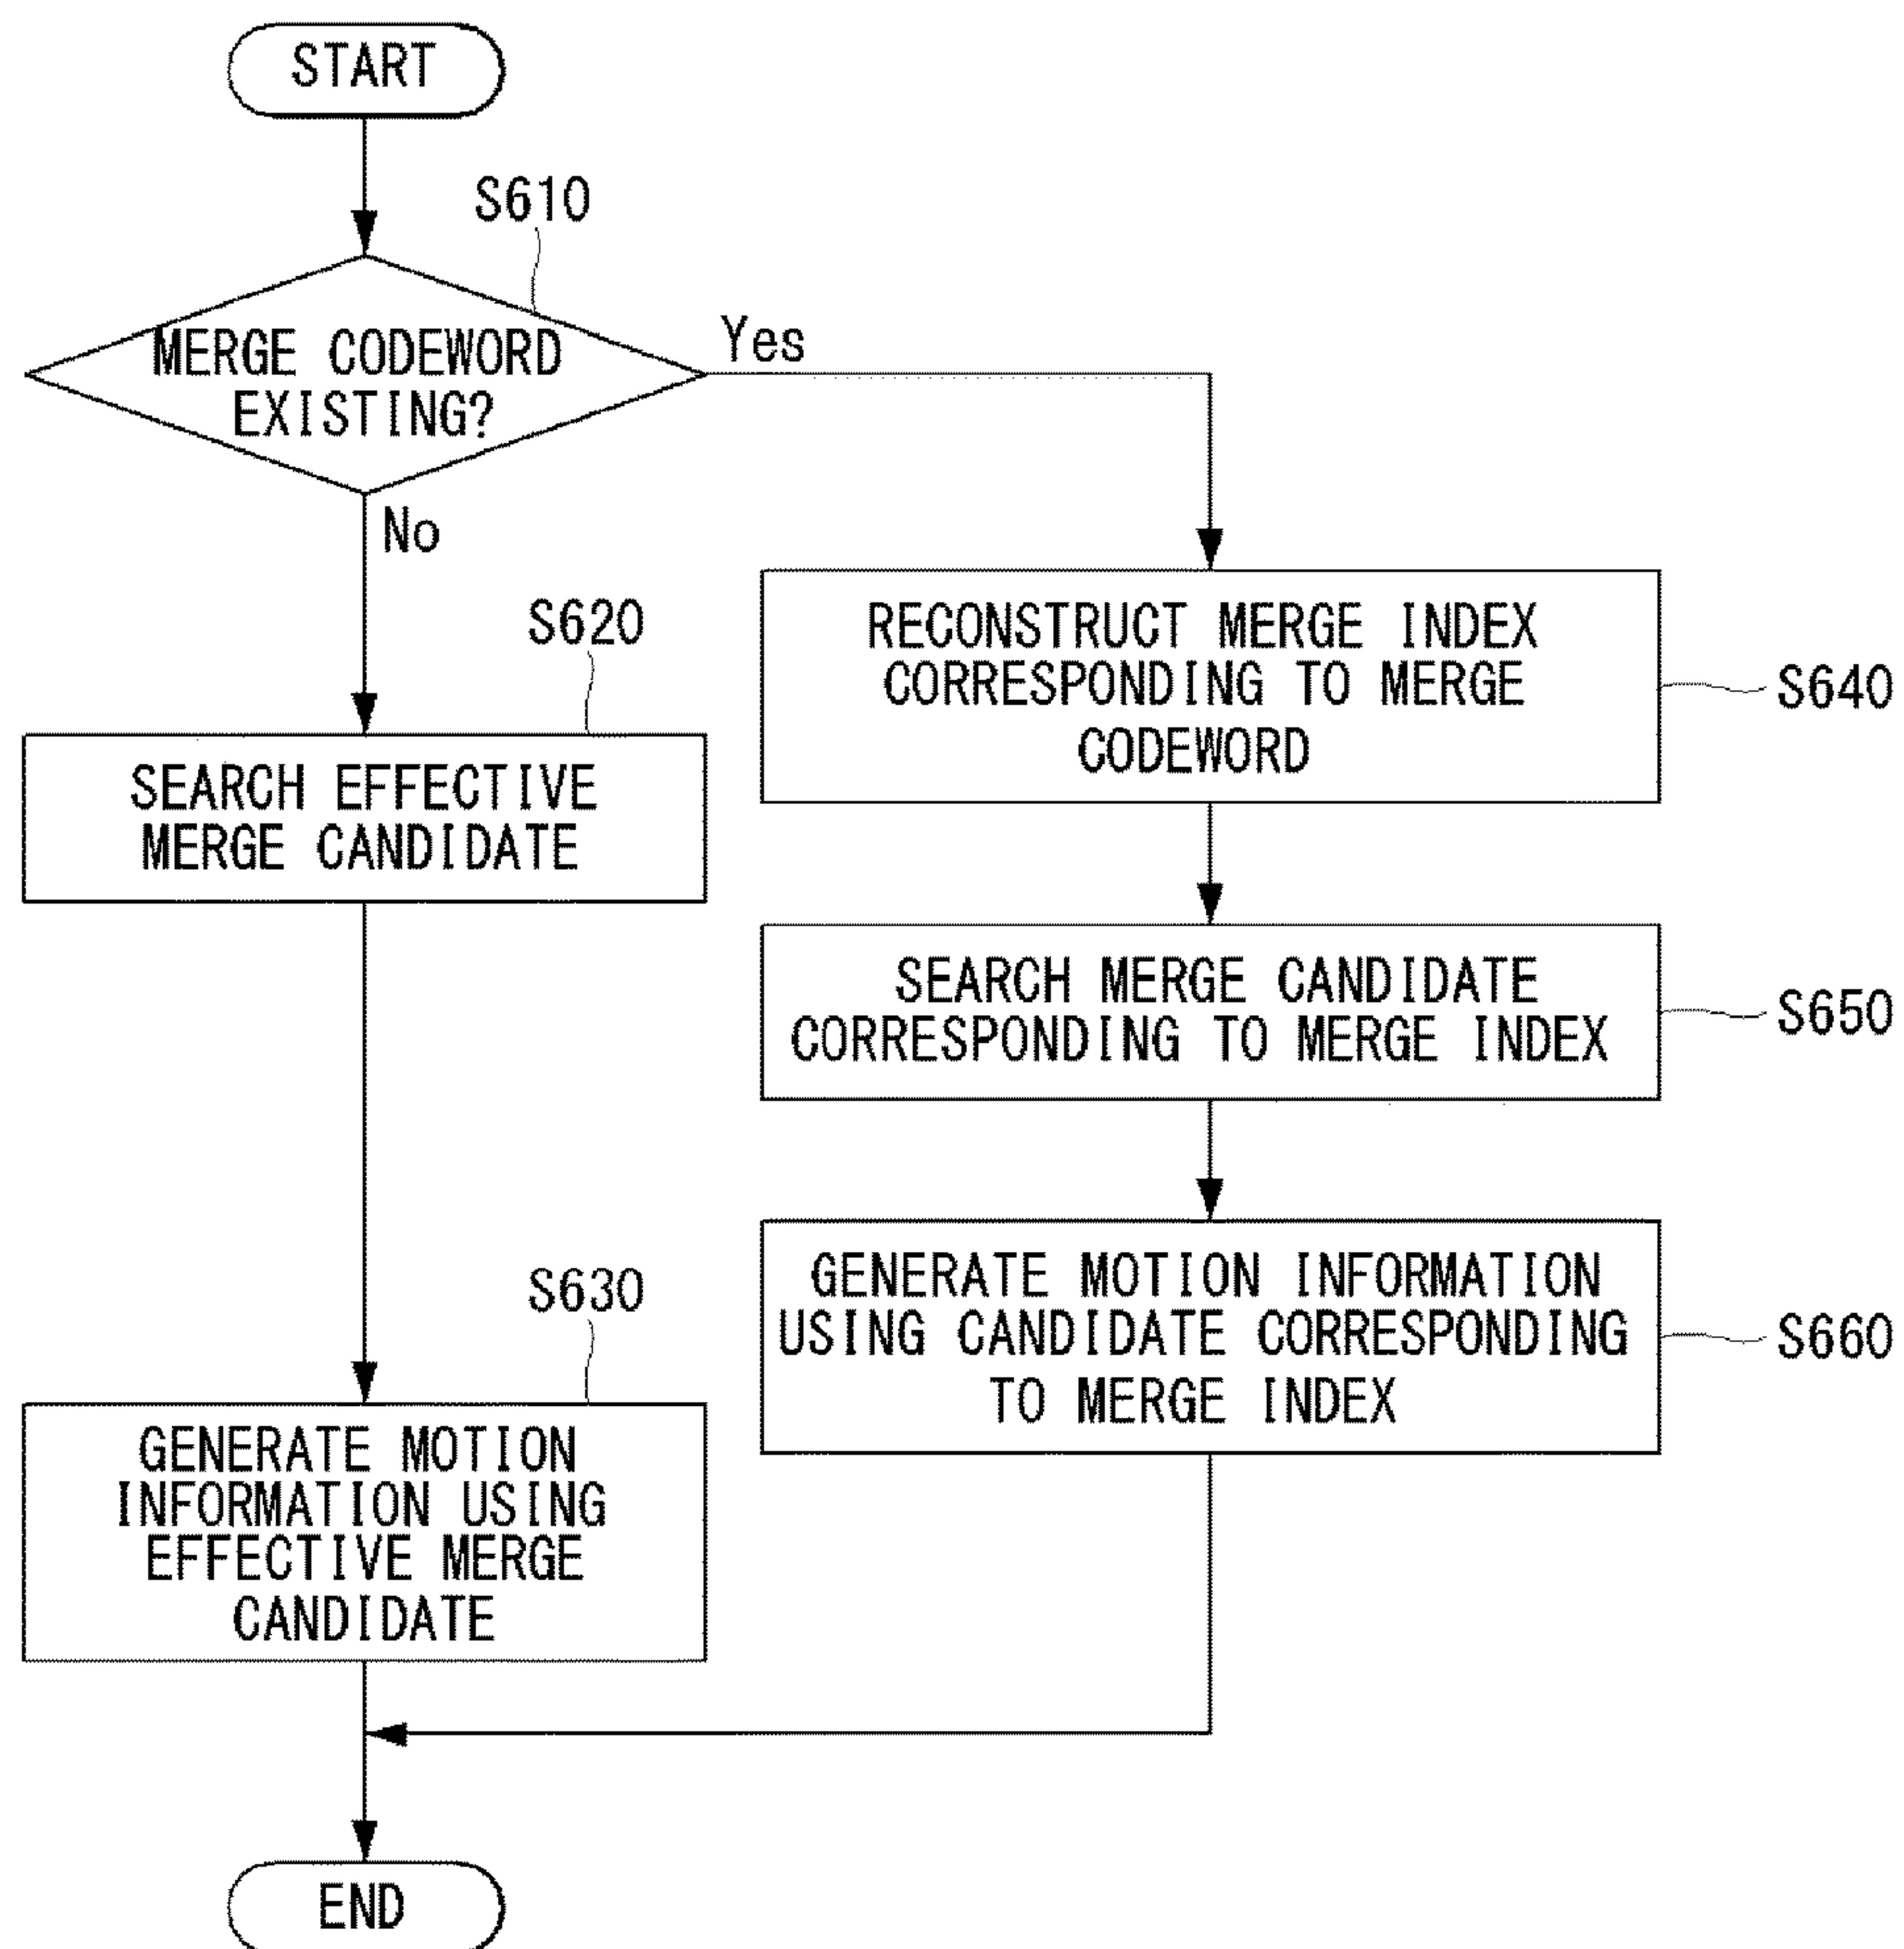 START
S610
MERGE CODEWORD
EXISTING?
Yes
No
S620
SEARCH EFFECTIVE
MERGE CANDIDATE
S630
GENERATE MOTION
INFORMATION USING
EFFECTIVE MERGE
CANDIDATE
RECONSTRUCT MERGE INDEX
CORRESPONDING TO MERGE
CODEWORD
S640
SEARCH MERGE CANDIDATE
CORRESPONDING TO MERGE INDEX
S650
GENERATE MOTION INFORMATION
USING CANDIDATE CORRESPONDING
TO MERGE INDEX
S660
END